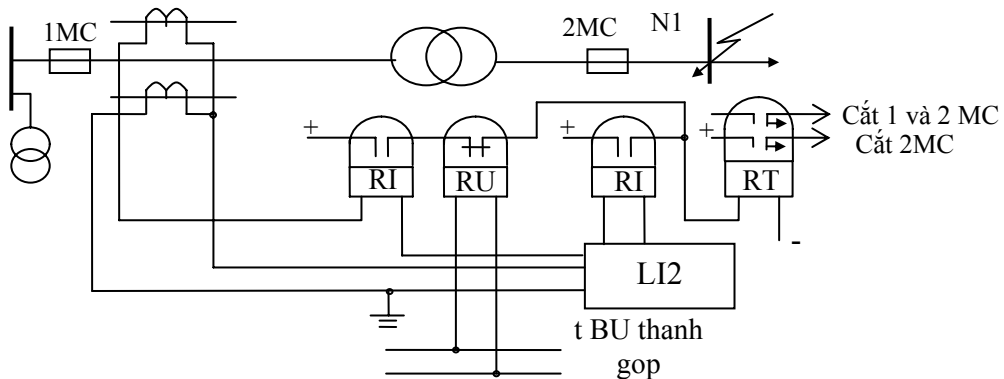 1MC
2MC
N1
+
+
+
Cắt 1 và 2 MC
Cắt 2MC
RI
RU
RI
RT
-
LI2
t BU thanh
gop